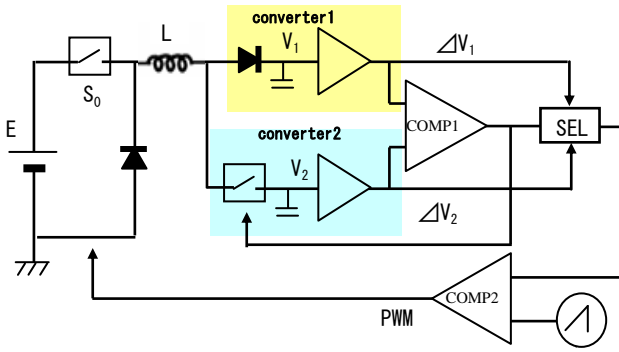 converter1
L
V1
⊿V1
S0
COMP1
SEL
E
converter2
V2
⊿V2
COMP2
PWM